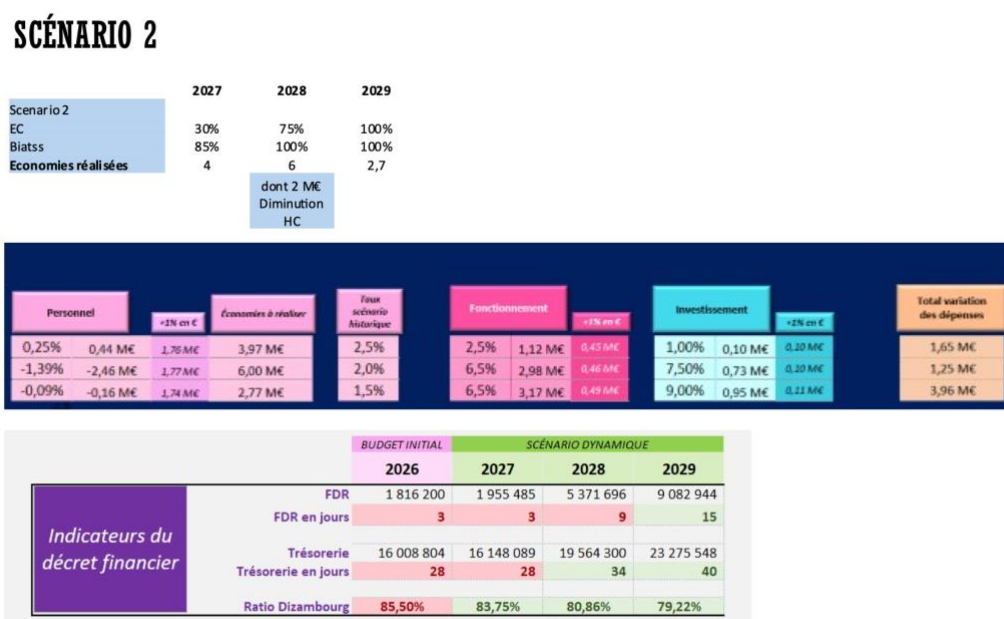 SCÉNARIO 2
2027 2028 2029
Scenario 2
EC 30% 75% 100%
Biatss 85% 100% 100%
Economies réalisées 4 6 2,7
dont 2 M€
Diminution
HC
Personnel +1% en € Économies à réaliser Taux scénario historique Fonctionnement +1% en € Investissement +1% en € Total variation des dépenses
0,25% 0,44 M€ 1,76 M€ 3,97 M€ 2,5% 2,5% 1,12 M€ 0,45 M€ 1,00% 0,10 M€ 0,20 M€ 1,65 M€
-1,39% -2,46 M€ 1,77 M€ 6,00 M€ 2,0% 6,5% 2,98 M€ 0,46 M€ 7,50% 0,73 M€ 0,20 M€ 1,25 M€
-0,09% -0,16 M€ 1,74 M€ 2,77 M€ 1,5% 6,5% 3,17 M€ 0,49 M€ 9,00% 0,95 M€ 0,11 M€ 3,96 M€
BUDGET INITIAL SCÉNARIO DYNAMIQUE
2026 2027 2028 2029
Indicateurs du
décret financier
FDR 1 816 200 1 955 485 5 371 696 9 082 944
FDR en jours 3 3 9 15
Trésorerie 16 008 804 16 148 089 19 564 300 23 275 548
Trésorerie en jours 28 28 34 40
Ratio Dizambourg 85,50% 83,75% 80,86% 79,22%